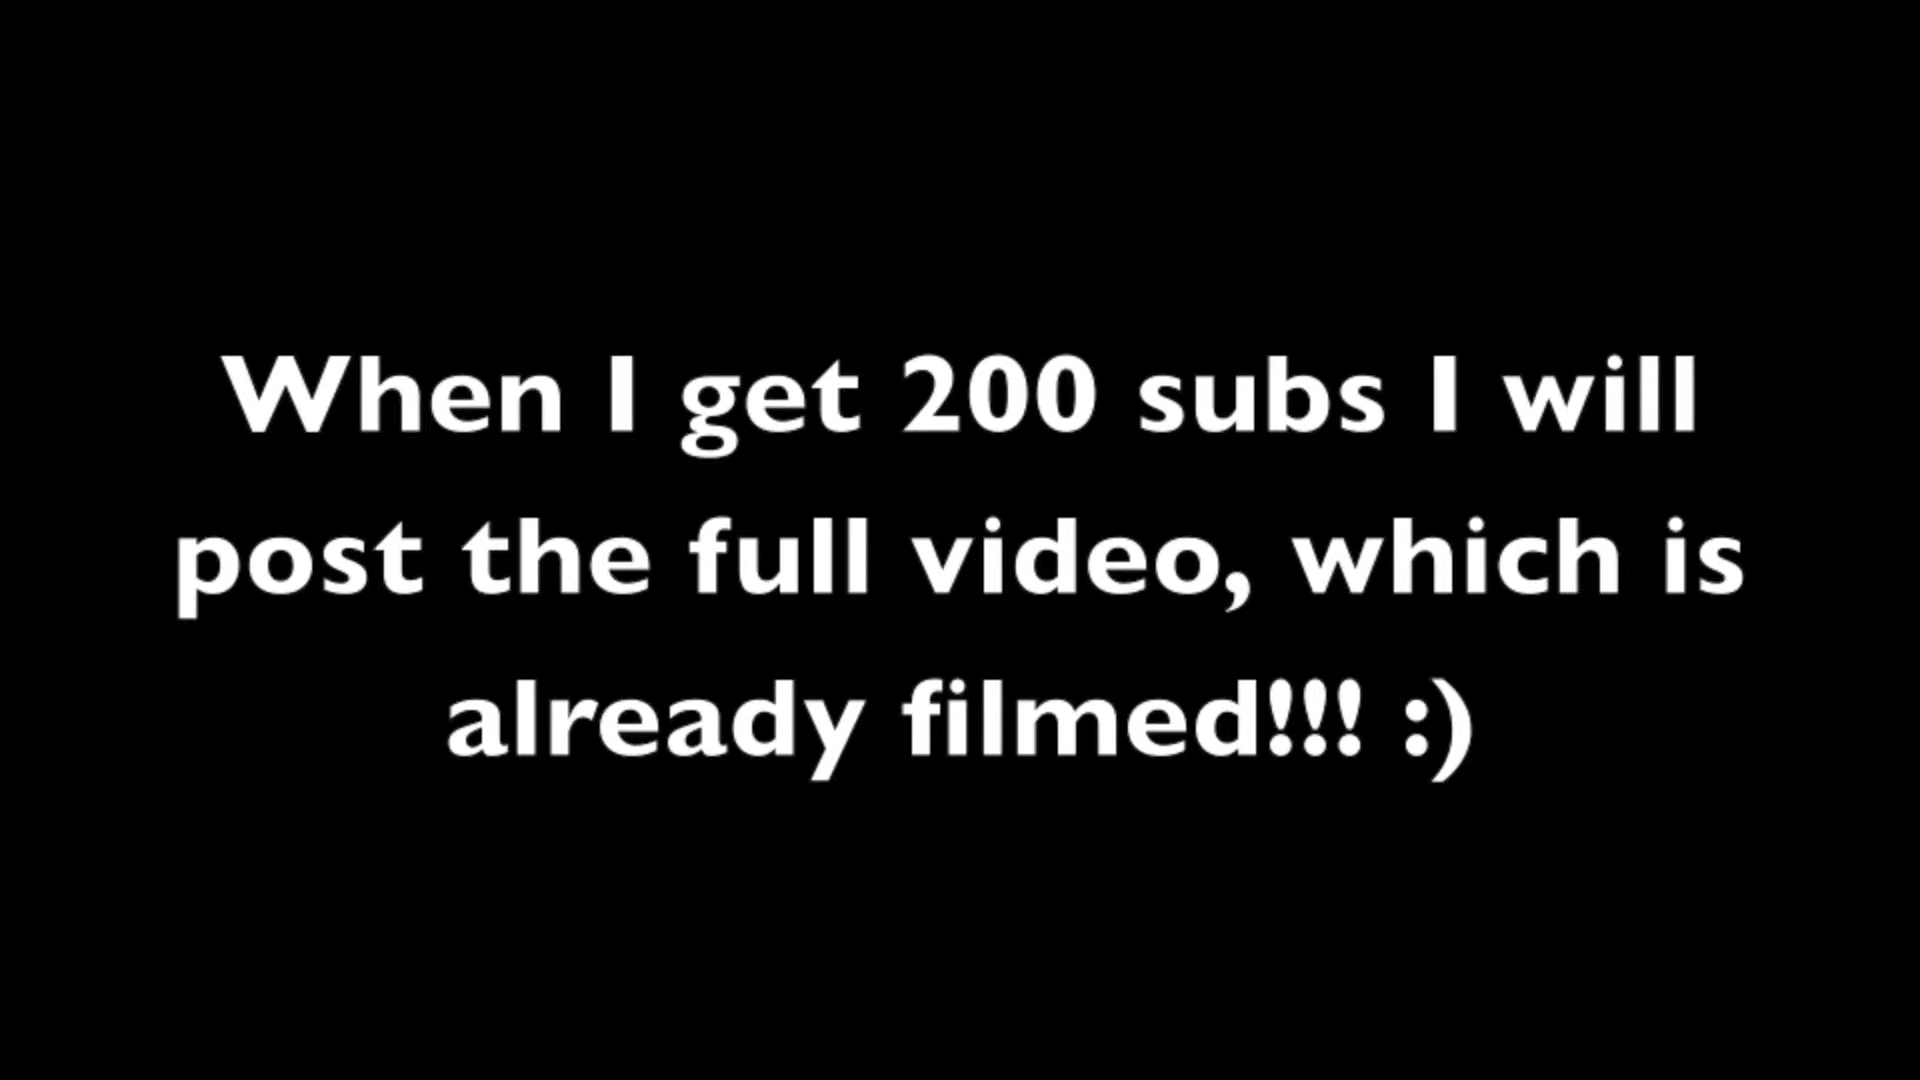 When I get 200 subs I will
post the full video, which is
already filmed!!! :)